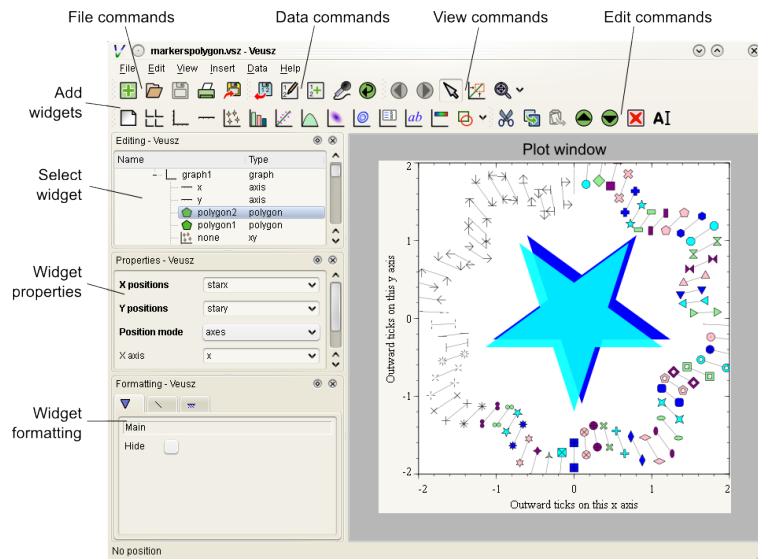 File commands
Data commands
View commands
Edit commands
markerspolygon.vsz - Veusz
File Edit View Insert Data Help
Add
widgets
ab
AI
Editing - Veusz
Name Type
graph1 graph
x axis
y axis
polygon2 polygon
polygon1 polygon
none xy
Select
widget
Properties - Veusz
X positions starx
Y positions stary
Position mode axes
X axis x
Widget
properties
Formatting - Veusz
Main
Hide
Widget
formatting
No position
Plot window
2
1
0
-1
-2
Outward ticks on this y axis
-2 -1 0 1 2
Outward ticks on this x axis